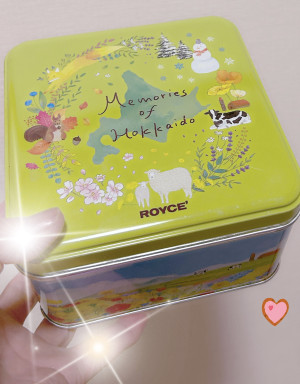 Memories
of
Hokkaido
ROYCE'